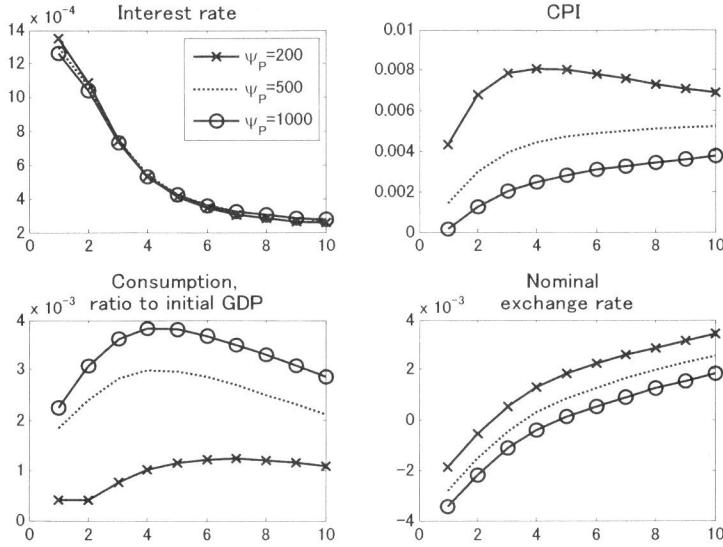 Interest rate
x 10⁻⁴
14
12
10
8
6
4
2
0 2 4 6 8 10
ψP=200
ψP=500
ψP=1000
CPI
0.01
0.008
0.006
0.004
0.002
0.000
0 2 4 6 8 10
Consumption,
ratio to initial GDP
x 10⁻³
4
3
2
1
0
0 2 4 6 8 10
Nominal
exchange rate
x 10⁻³
4
2
0
-2
-4
0 2 4 6 8 10